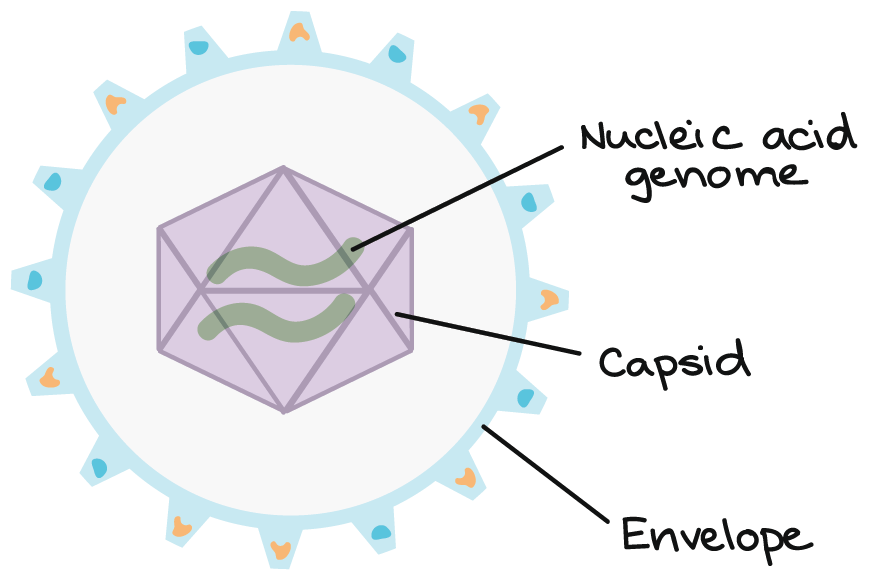 Nucleic acid
genome
Capsid
Envelope